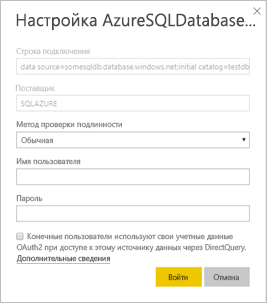 Настройка AzureSQLDatabase...
Строка подключения
data source=somesqldb.database.windows.net;initial catalog=testdb
Поставщик
SQLAZURE
Метод проверки подлинности
Обычная
Имя пользователя
Пароль
Конечные пользователи используют свои учетные данные
OAuth2 при доступе к этому источнику данных через DirectQuery.
Дополнительные сведения
Войти
Отмена